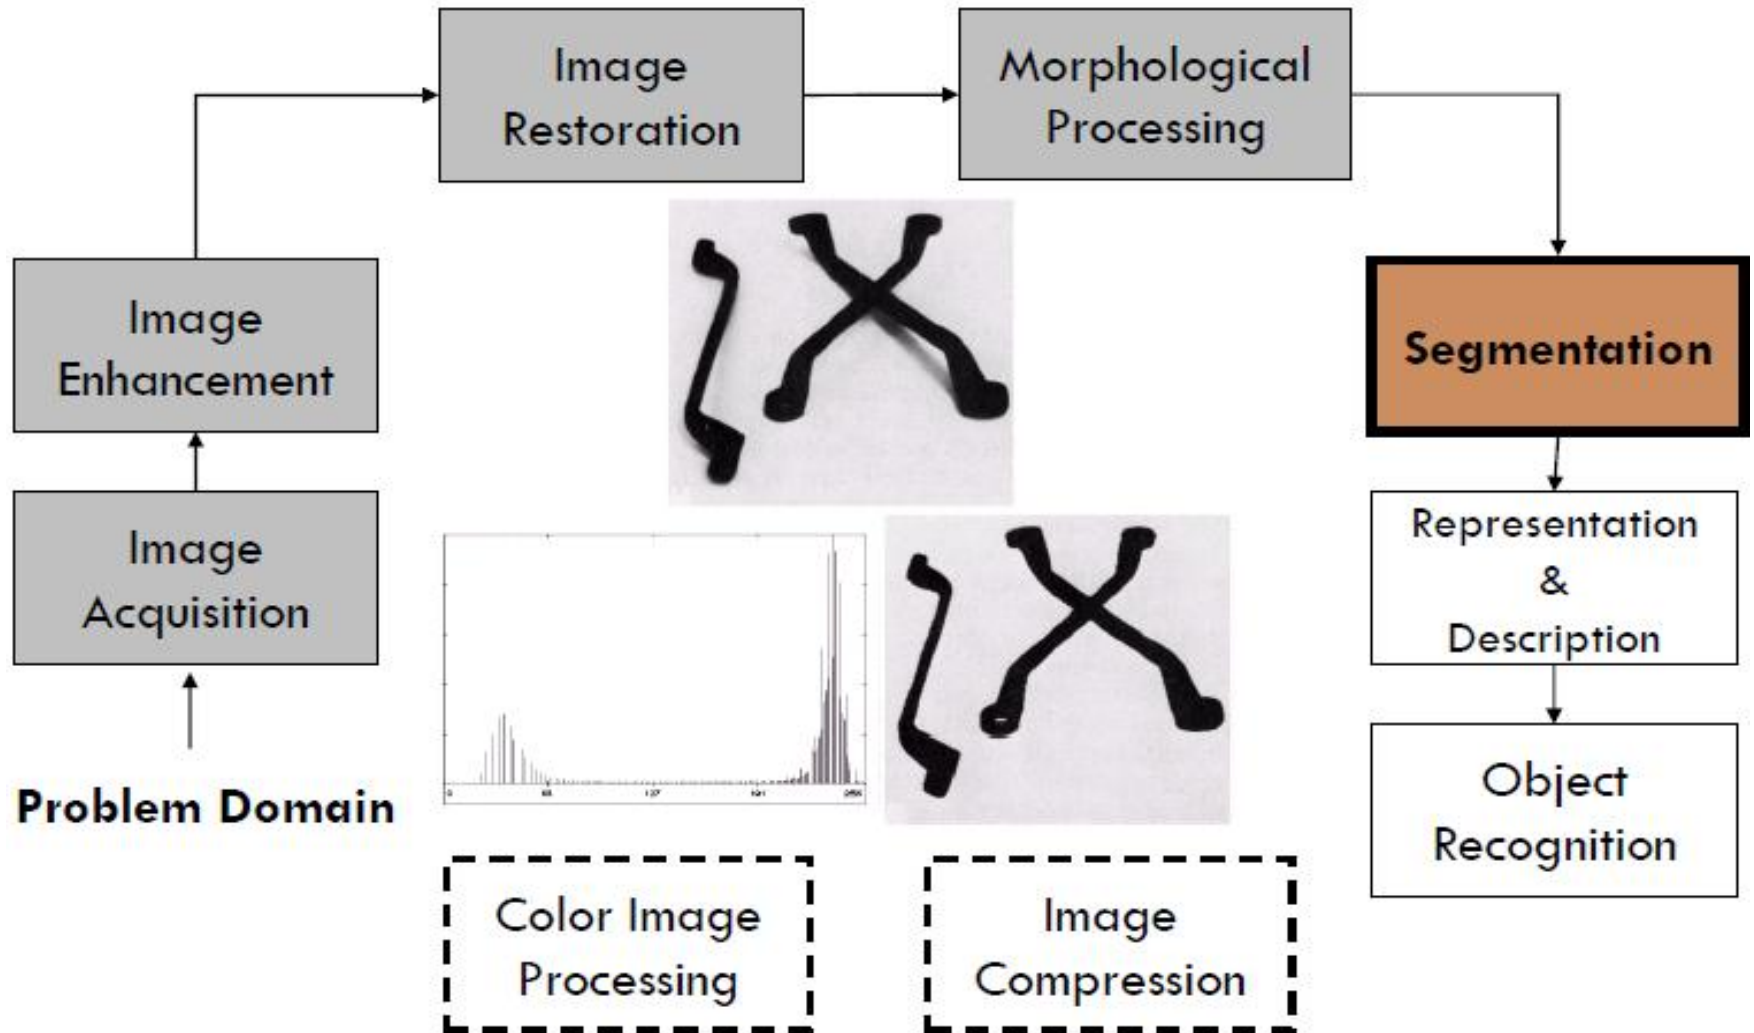 Image
Restoration
Morphological
Processing
Image
Enhancement
Segmentation
Image
Acquisition
Representation
&
Description
Problem Domain
Object
Recognition
Color Image
Processing
Image
Compression